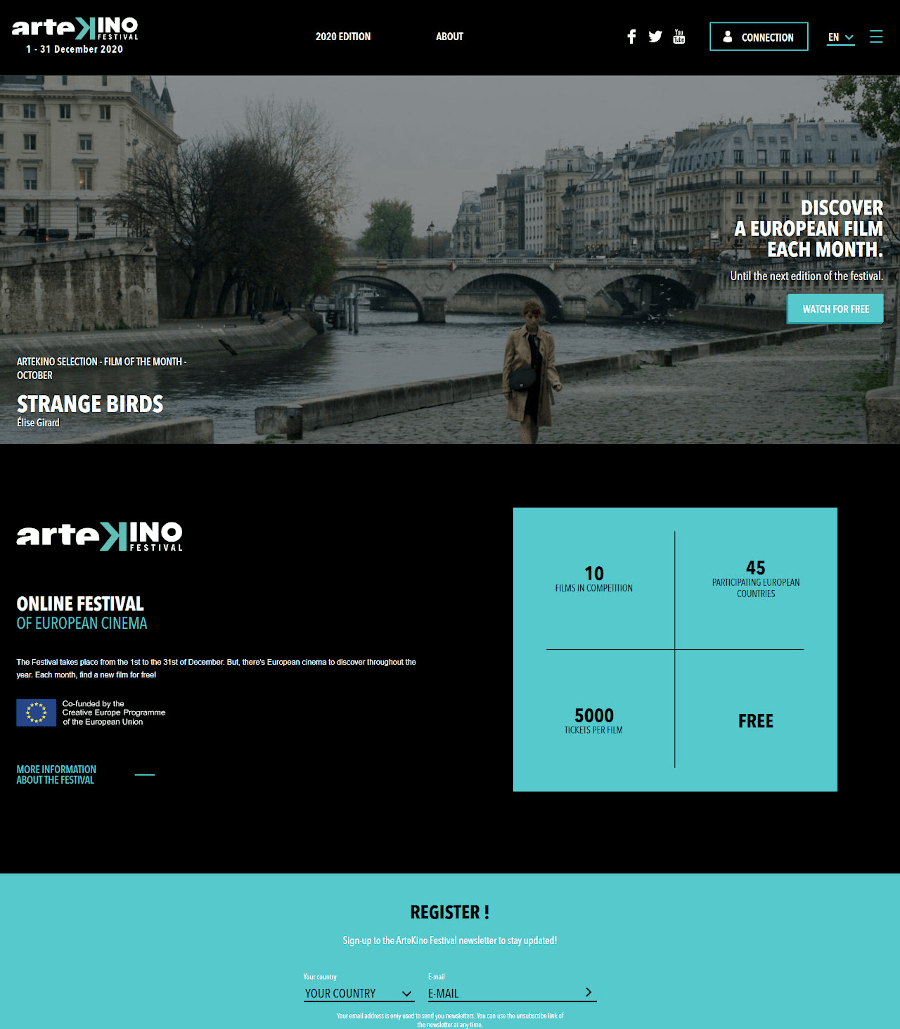 arteKINO
FESTIVAL
1 - 31 December 2020
2020 EDITION
ABOUT
You
Tube
CONNECTION
EN
DISCOVER
A EUROPEAN FILM
EACH MONTH.
Until the next edition of the festival.
WATCH FOR FREE
ARTEKINO SELECTION - FILM OF THE MONTH -
OCTOBER
STRANGE BIRDS
Élise Girard
arteKINO
FESTIVAL
ONLINE FESTIVAL
OF EUROPEAN CINEMA
The Festival takes place from the 1st to the 31st of December. But, there's European cinema to discover throughout the
year. Each month, find a new film for free!
Co-funded by the
Creative Europe Programme
of the European Union
MORE INFORMATION
ABOUT THE FESTIVAL
10
FILMS IN COMPETITION
45
PARTICIPATING EUROPEAN
COUNTRIES
5000
TICKETS PER FILM
FREE
REGISTER !
Sign-up to the ArteKino Festival newsletter to stay updated!
Your country
YOUR COUNTRY
E-mail
E-MAIL
Your email address is only used to send you newsletters. You can use the unsubscribe link of
the newsletter at any time.